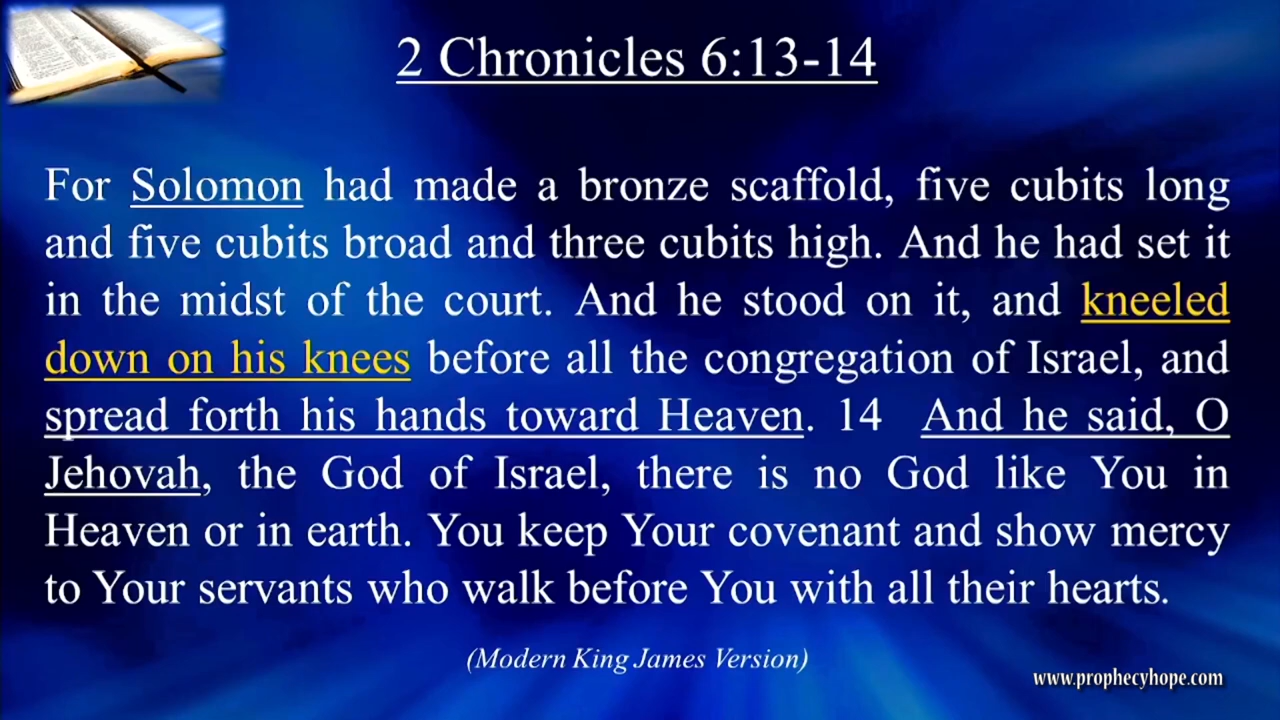 2 Chronicles 6:13-14
For Solomon had made a bronze scaffold, five cubits long
and five cubits broad and three cubits high. And he had set it
in the midst of the court. And he stood on it, and kneeled
down on his knees before all the congregation of Israel, and
spread forth his hands toward Heaven. 14 And he said, O
Jehovah, the God of Israel, there is no God like You in
Heaven or in earth. You keep Your covenant and show mercy
to Your servants who walk before You with all their hearts.
(Modern King James Version)
www.prophecyhope.com